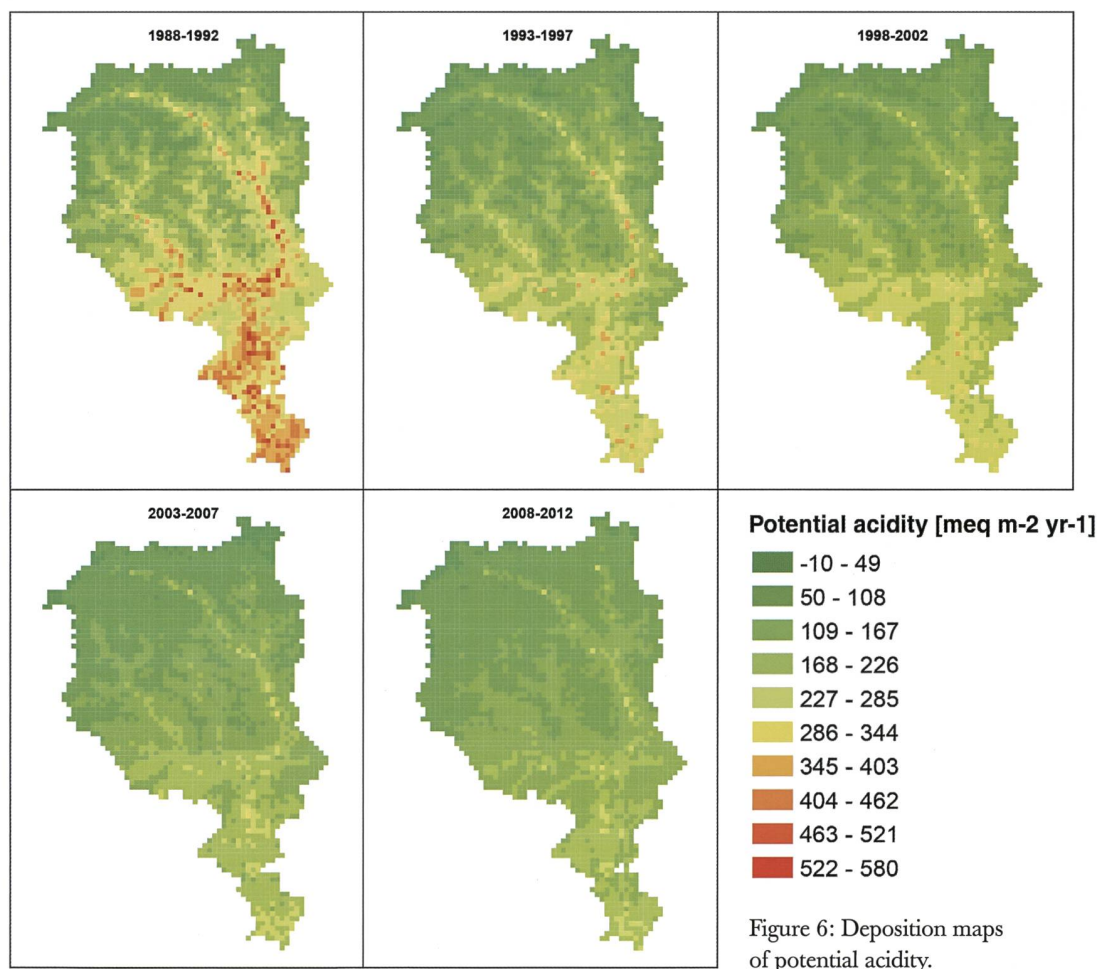 1988-1992
1993-1997
1998-2002
2003-2007
2008-2012
Potential acidity [meq m-2 yr-1]
-10 - 49
50 - 108
109 - 167
168 - 226
227 - 285
286 - 344
345 - 403
404 - 462
463 - 521
522 - 580
Figure 6: Deposition maps
of potential acidity.